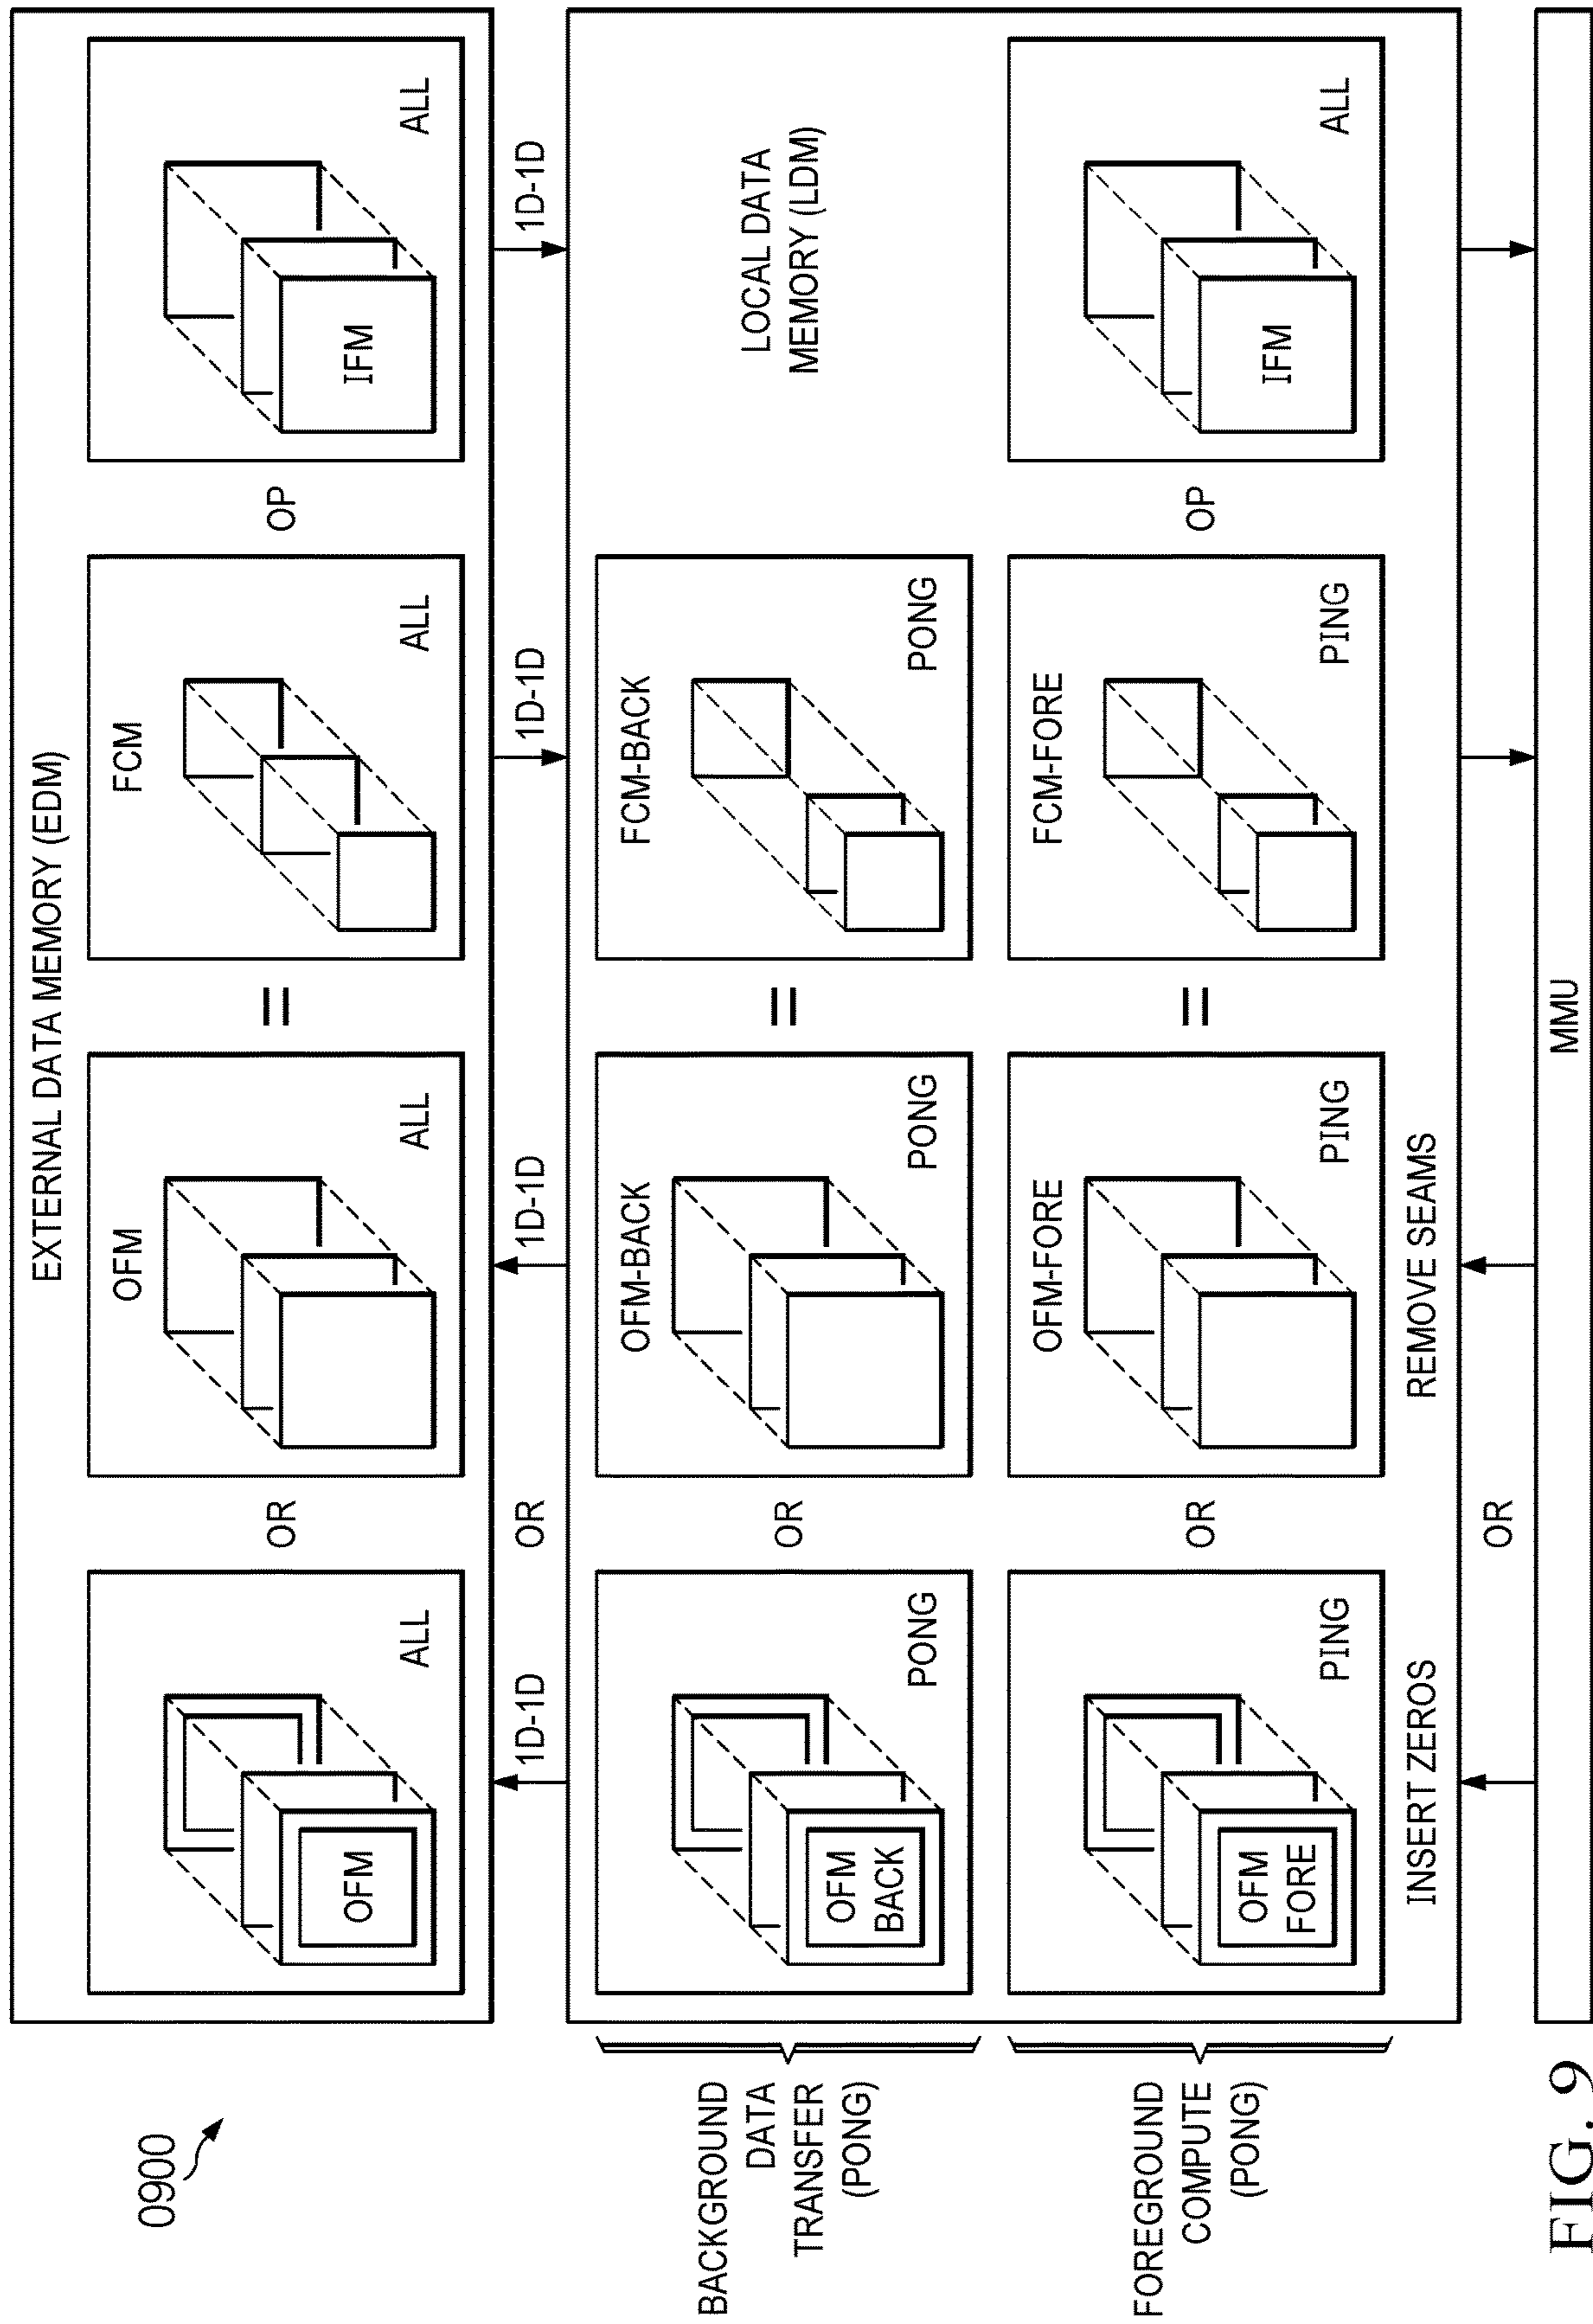 0900
EXTERNAL DATA MEMORY (EDM)
OFM
ALL
OR
OFM
ALL
=
FCM
ALL
OP
IFM
ALL
1D-1D
OR
1D-1D
1D-1D
1D-1D
BACKGROUND
DATA
TRANSFER
(PONG)
OFM
BACK
PONG
OR
OFM-BACK
PONG
=
FCM-BACK
PONG
LOCAL DATA
MEMORY (LDM)
FOREGROUND
COMPUTE
(PONG)
OFM
FORE
PING
OR
OFM-FORE
PING
=
FCM-FORE
PING
OP
IFM
ALL
INSERT ZEROS
REMOVE SEAMS
OR
MMU
FIG. 9